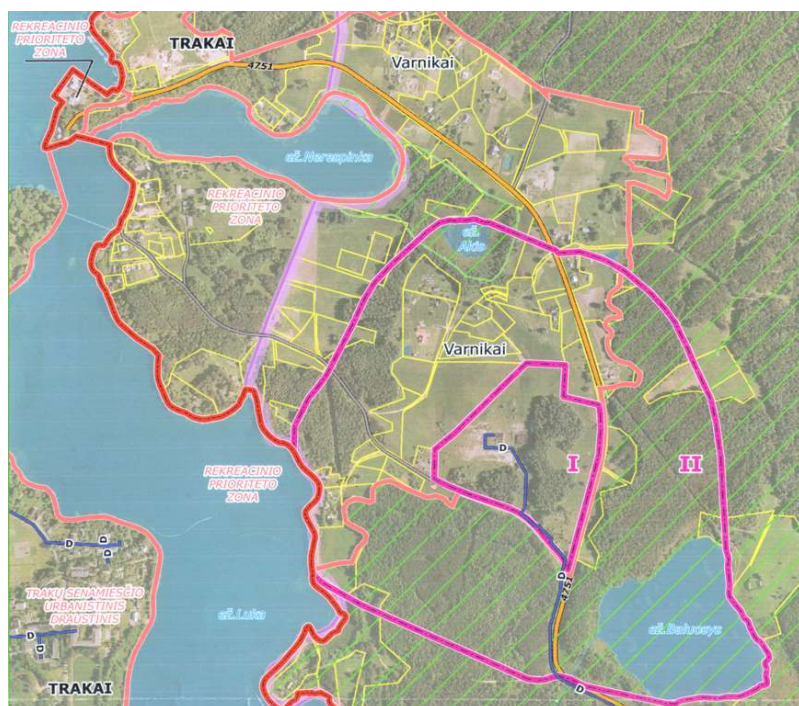 REKREACINIO
PRIORITETO
ZONA
TRAKAI
4751
Varnikai
ež.Nerespinka
REKREACINIO
PRIORITETO
ZONA
ež.
Akis
Varnikai
D
I
II
REKREACINIO
PRIORITETO
ZONA
D
D
D
D
4751
TRAKŲ SENAMIESČIO
URBANISTINIS
DRAUSTINIS
ež.Luka
ež.Baluosys
D
D
D
TRAKAI